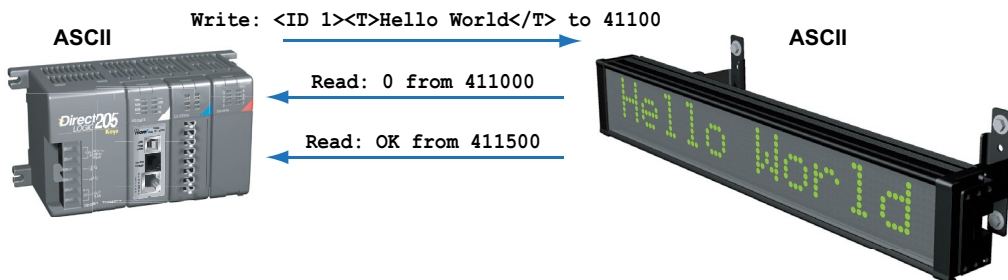 Write: <ID 1><T>Hello World</T> to 41100
ASCII
ASCII
Read: 0 from 411000
Read: OK from 411500
Direct
LOGIC 205
Koyo
Hello World